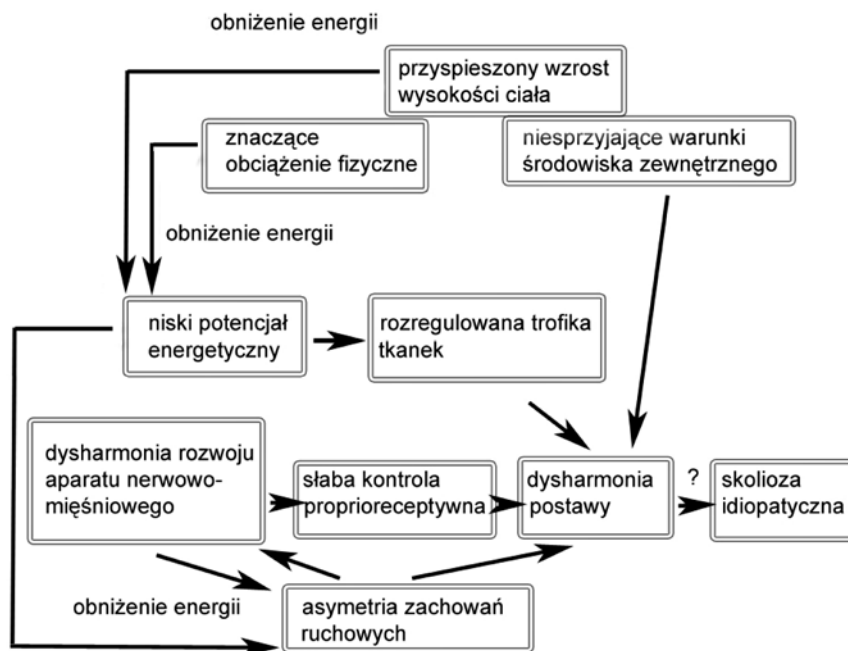 obniżenie energii
przyspieszony wzrost
wysokości ciała
znaczące
obciążenie fizyczne
niesprzyjające warunki
środowiska zewnętrznego
obniżenie energii
niski potencjał
energetyczny
rozregulowana trofika
tkanek
dysharmonia rozwoju
aparatu nerwowo-
mięśniowego
słaba kontrola
proprioreceptywna
dysharmonia
postawy
?
skolioza
idiopatyczna
obniżenie energii
asymetria zachowań
ruchowych